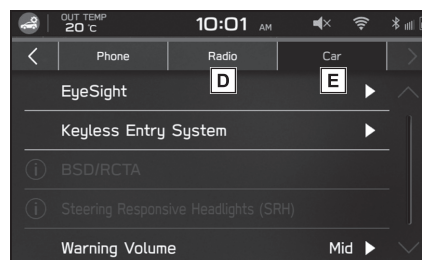 OUT TEMP
20 °C
10:01 AM
Phone
Radio
Car
D
E
EyeSight
Keyless Entry System
BSD/RCTA
Steering Responsive Headlights (SRH)
Warning Volume
Mid